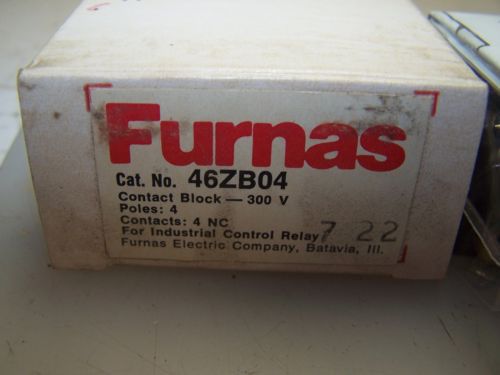 Furnas
Cat. No. 46ZB04
Contact Block — 300 V
Poles: 4
Contacts: 4 NC
For Industrial Control Relay 7 22
Furnas Electric Company, Batavia, Ill.